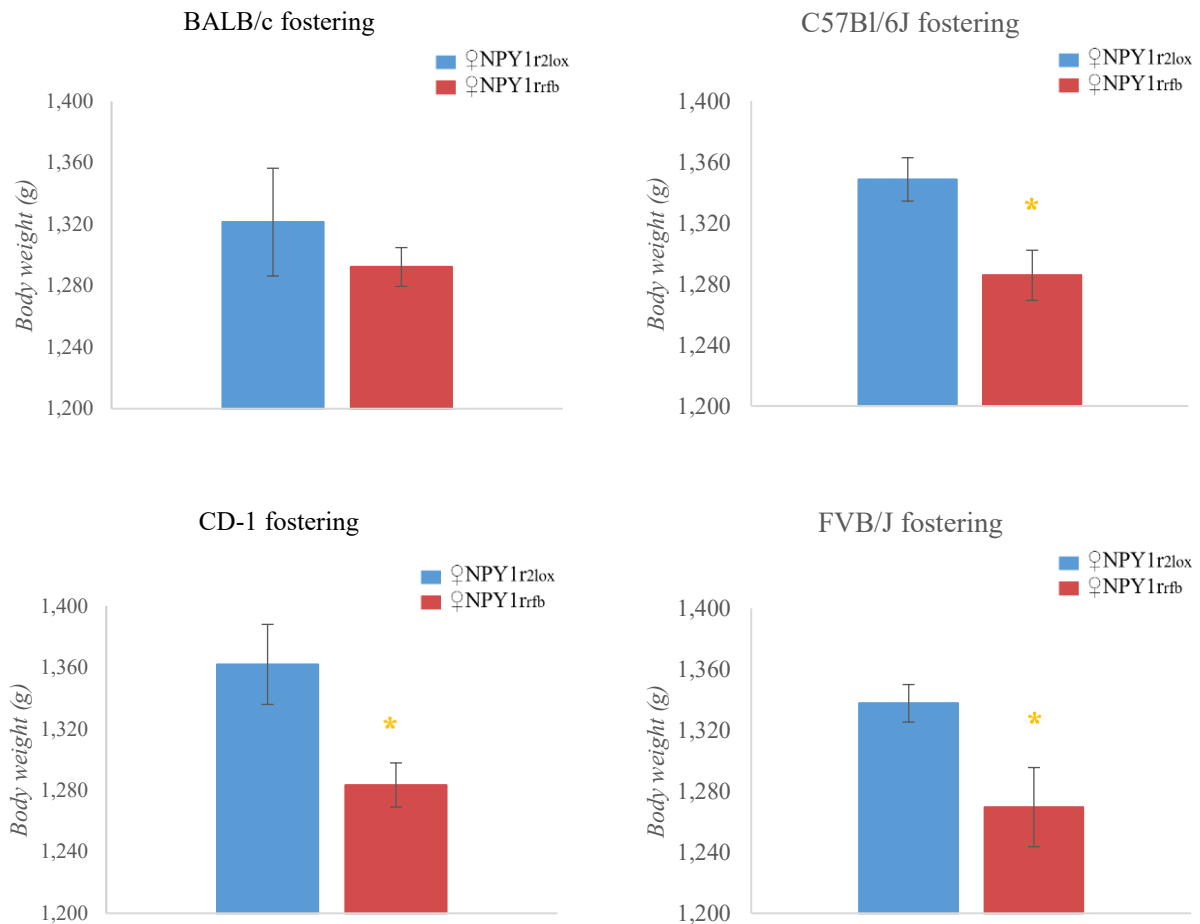 BALB/c fostering
♀NPY1r2lox
♀NPY1rrfb
1,400
1,360
1,320
1,280
1,240
1,200
Body weight (g)
C57Bl/6J fostering
♀NPY1r2lox
♀NPY1rrfb
1,400
1,360
1,320
1,280
1,240
1,200
Body weight (g)
*
CD-1 fostering
♀NPY1r2lox
♀NPY1rrfb
1,400
1,360
1,320
1,280
1,240
1,200
Body weight (g)
*
FVB/J fostering
♀NPY1r2lox
♀NPY1rrfb
1,400
1,360
1,320
1,280
1,240
1,200
Body weight (g)
*